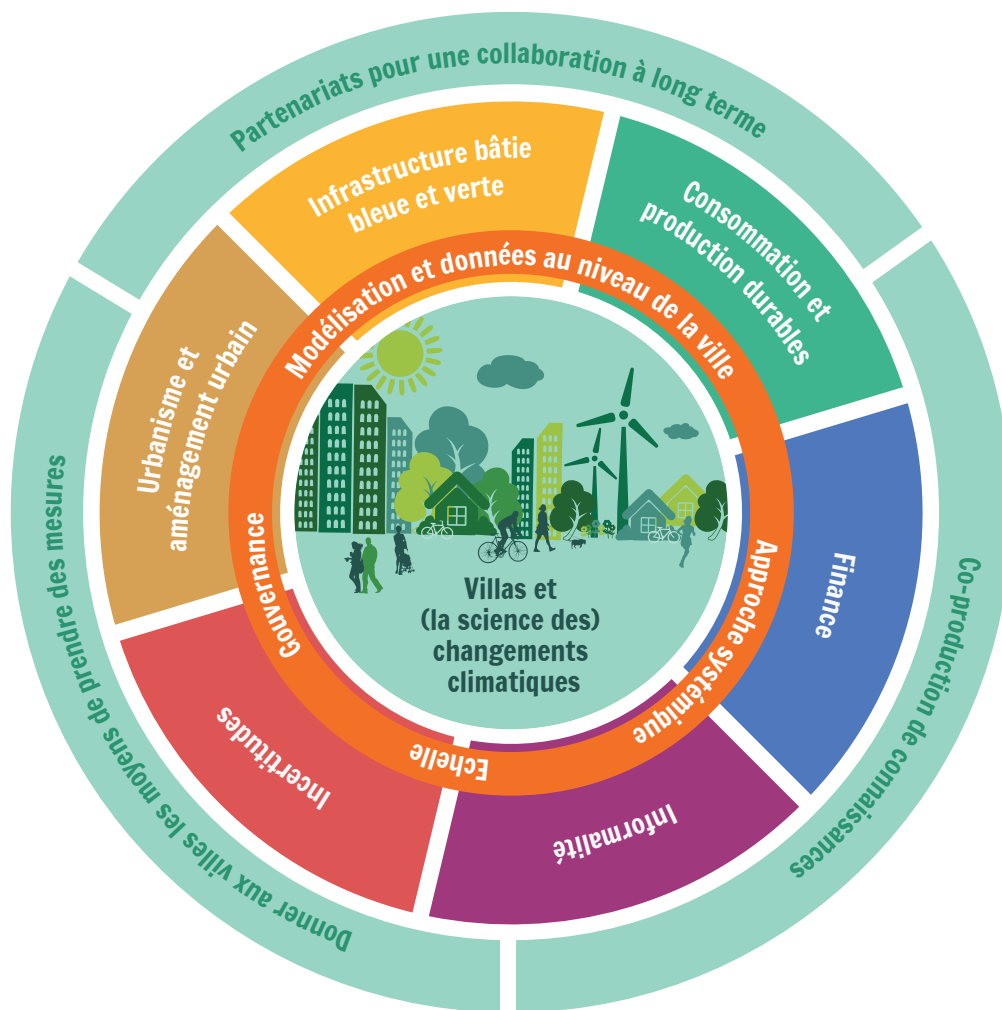 Partenariats pour une collaboration à long terme
Infrastructure bâtie
bleue et verte
Consommation et
production durables
Modélisation et données au niveau de la ville
Urbanisme et
aménagement urbain
Gouvernance
Approche systémique
Finance
Villas et
(la science des)
changements
climatiques
Echelle
Incertitudes
Informalité
Donner aux villes les moyens de prendre des mesures
Co-production de connaissances